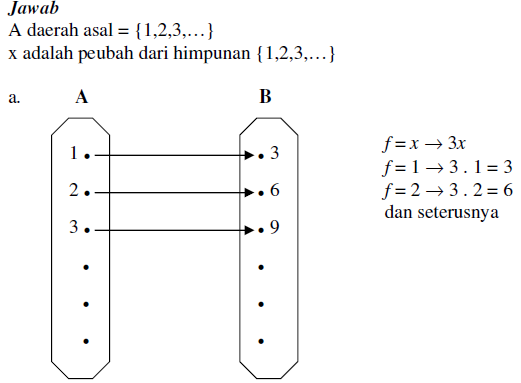 Jawab
A daerah asal = {1,2,3,…}
x adalah peubah dari himpunan {1,2,3,…}
a. A B
1 3
2 6
3 9
f = x → 3x
f = 1 → 3 . 1 = 3
f = 2 → 3 . 2 = 6
dan seterusnya